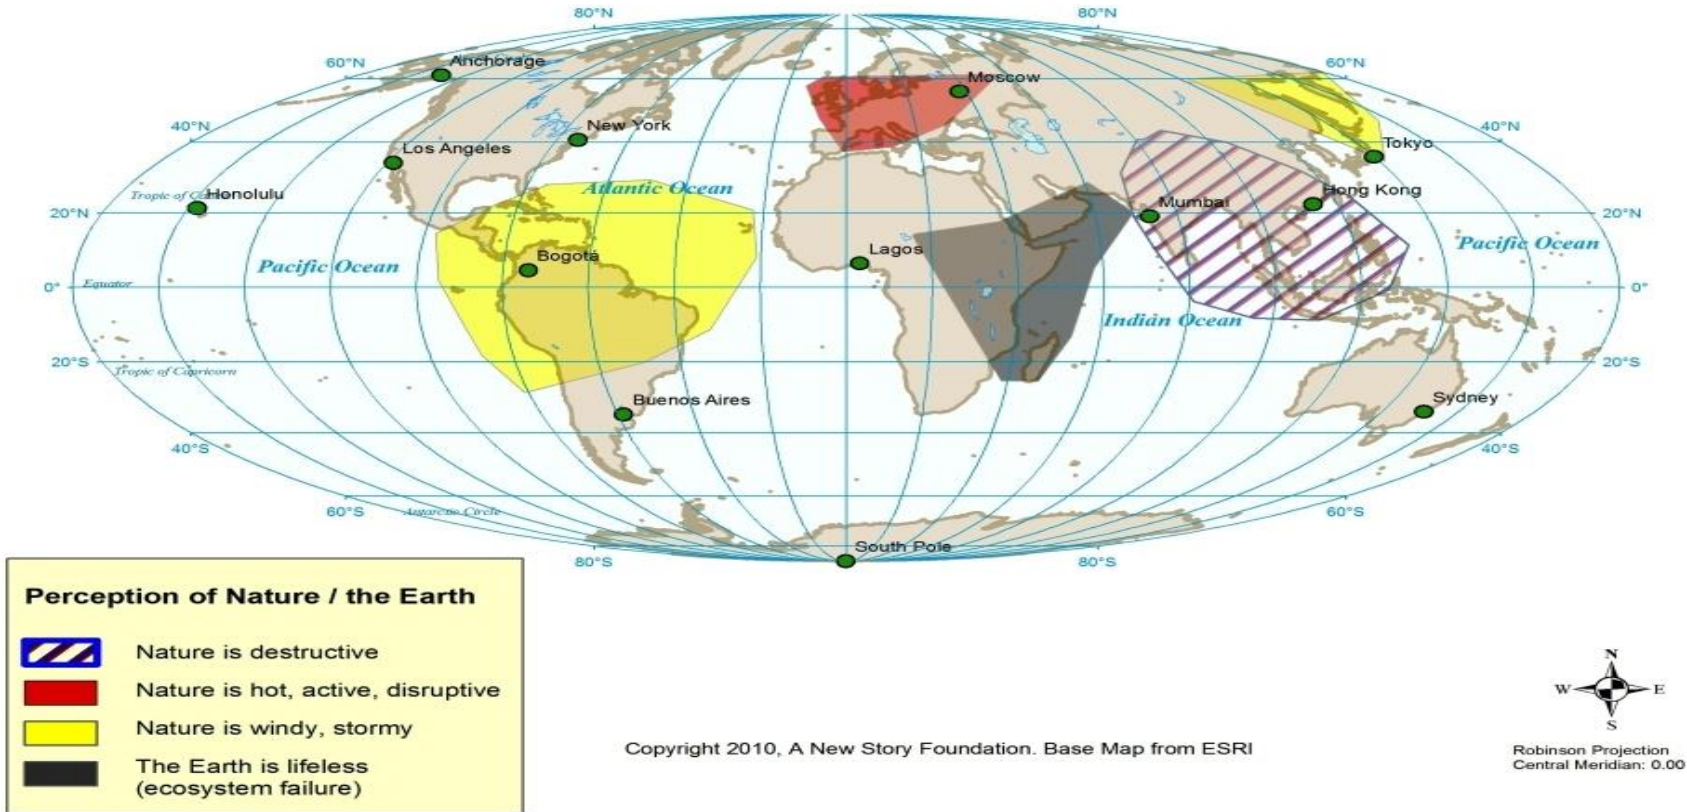 80°N
80°N
60°N
Anchorage
Moscow
60°N
40°N
New York
Los Angeles
40°N
Tokyo
Tropic of C
Honolulu
Atlantic Ocean
Hong Kong
20°N
Mumbai
20°N
Pacific Ocean
Bogotá
Lagos
Pacific Ocean
Equator
0°
0°
Indian Ocean
20°S
20°S
Tropic of Capricorn
Buenos Aires
Sydney
40°S
40°S
60°S
Antarctic Circle
60°S
South Pole
80°S
80°S
Perception of Nature / the Earth
Nature is destructive
Nature is hot, active, disruptive
Nature is windy, stormy
The Earth is lifeless
(ecosystem failure)
Copyright 2010, A New Story Foundation. Base Map from ESRI
N
W E
S
Robinson Projection
Central Meridian: 0.00